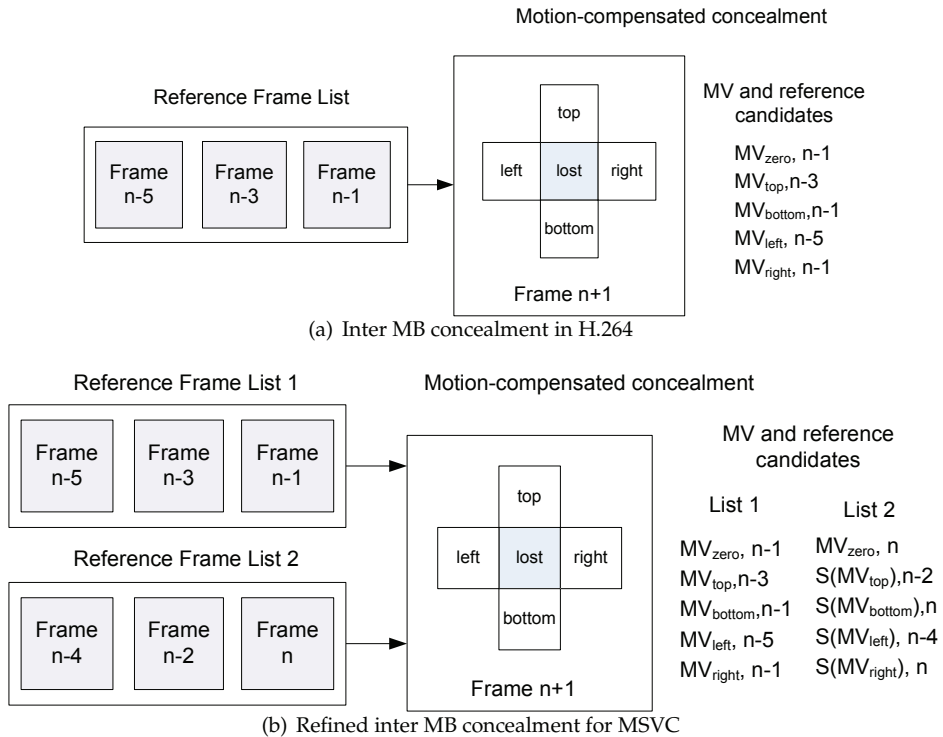 Motion-compensated concealment
Reference Frame List
Frame
n-5
Frame
n-3
Frame
n-1
top
left
lost
right
bottom
Frame n+1
MV and reference
candidates
MVzero, n-1
MVtop,n-3
MVbottom,n-1
MVleft, n-5
MVright, n-1
(a) Inter MB concealment in H.264
Reference Frame List 1
Motion-compensated concealment
Frame
n-5
Frame
n-3
Frame
n-1
Reference Frame List 2
Frame
n-4
Frame
n-2
Frame
n
top
left
lost
right
bottom
Frame n+1
MV and reference
candidates
List 1
List 2
MVzero, n-1
MVzero, n
MVtop,n-3
S(MVtop),n-2
MVbottom,n-1
S(MVbottom),n
MVleft, n-5
S(MVleft), n-4
MVright, n-1
S(MVright), n
(b) Refined inter MB concealment for MSVC